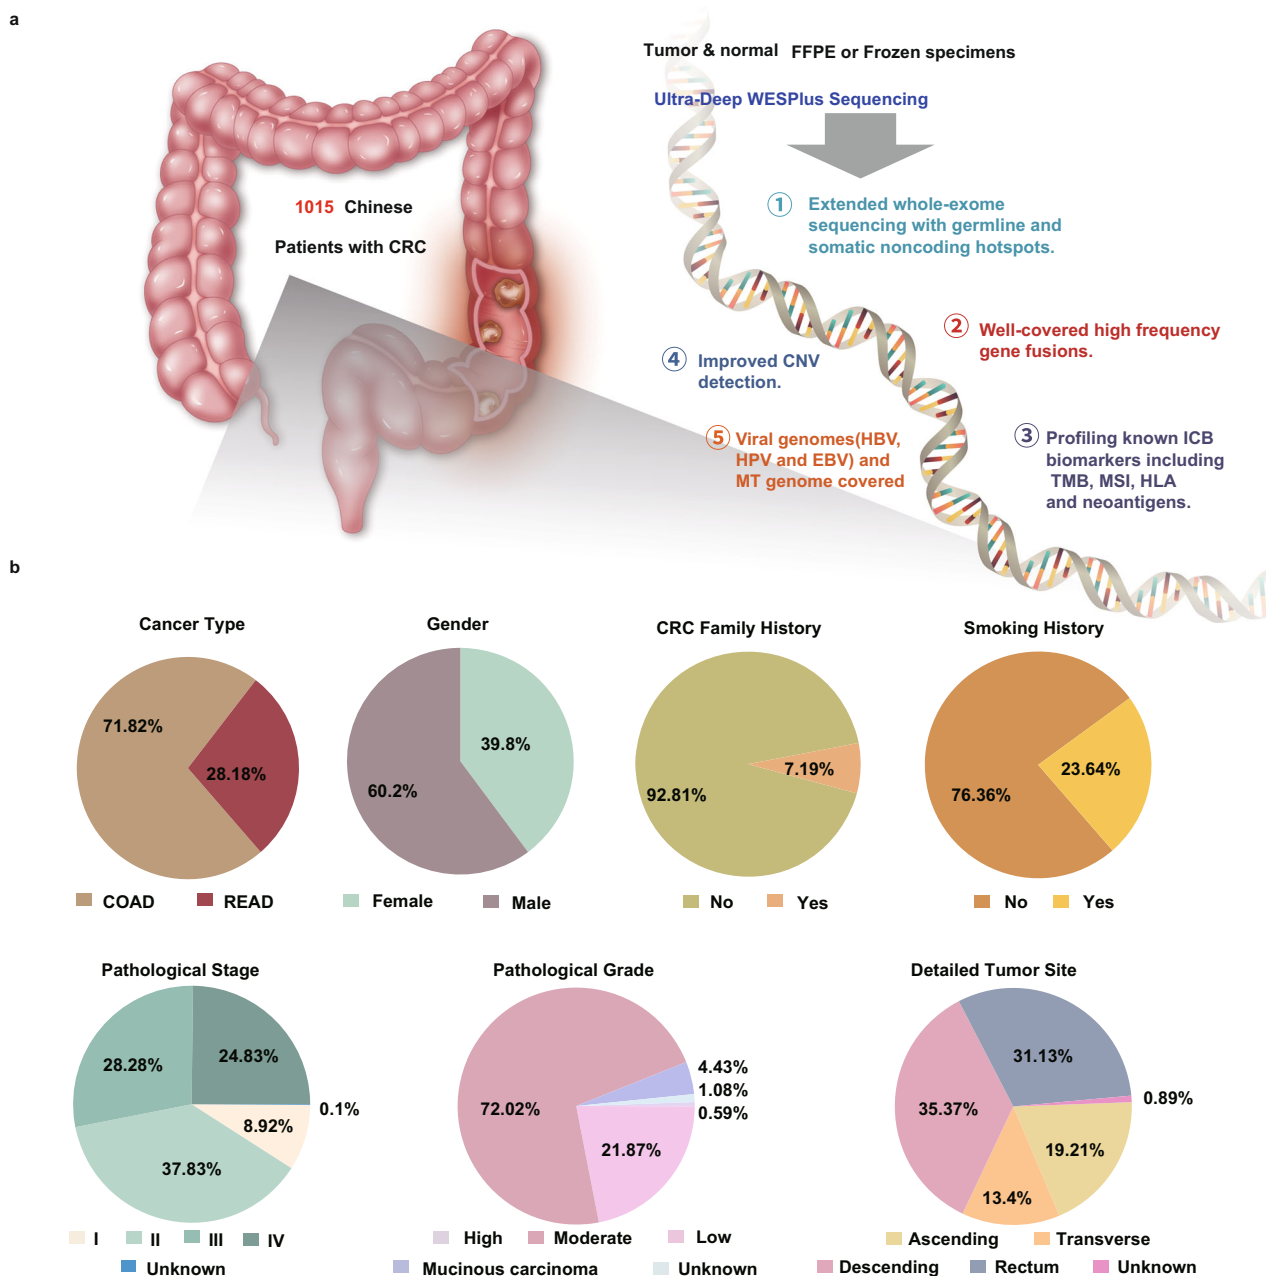 a
Tumor & normal FFPE or Frozen specimens
Ultra-Deep WESPlus Sequencing
1015 Chinese
Patients with CRC
1 Extended whole-exome
sequencing with germline and
somatic noncoding hotspots.
2 Well-covered high frequency
gene fusions.
4 Improved CNV
detection.
5 Viral genomes(HBV,
HPV and EBV) and
MT genome covered
3 Profiling known ICB
biomarkers including
TMB, MSI, HLA
and neoantigens.
b
Cancer Type
71.82%
28.18%
COAD READ
Gender
39.8%
60.2%
Female Male
CRC Family History
7.19%
92.81%
No Yes
Smoking History
23.64%
76.36%
No Yes
Pathological Stage
28.28%
24.83%
0.1%
8.92%
37.83%
I II III IV
Unknown
Pathological Grade
4.43%
1.08%
72.02%
0.59%
21.87%
High Moderate Low
Mucinous carcinoma Unknown
Detailed Tumor Site
31.13%
0.89%
35.37%
19.21%
13.4%
Ascending Transverse
Descending Rectum Unknown